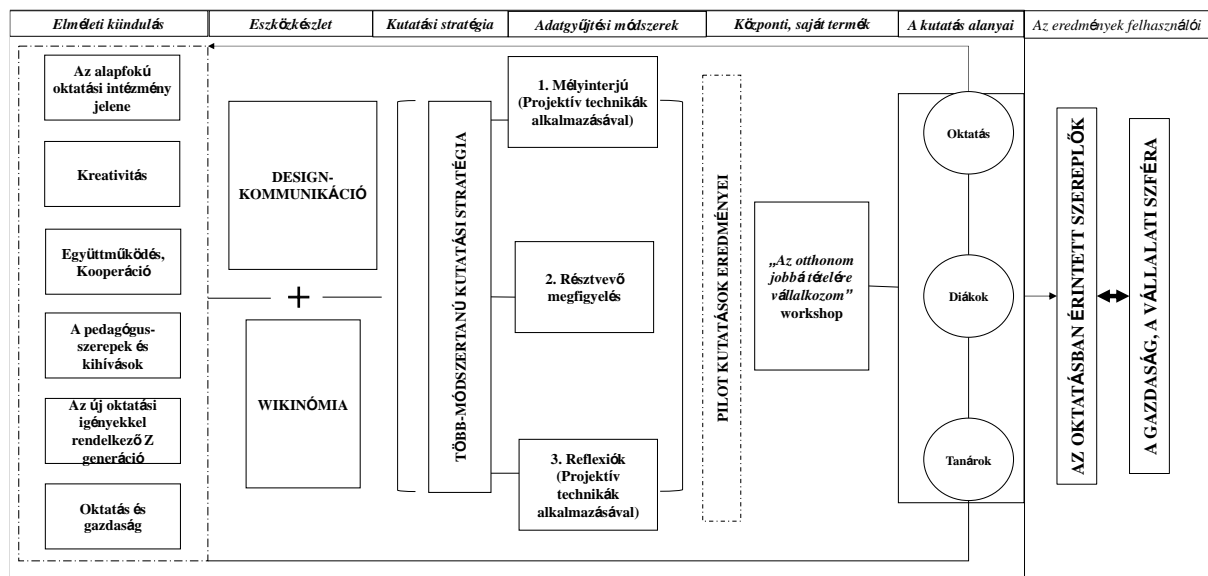 Elméleti kiindulás
Eszközkészlet
Kutatási stratégia
Adatgyűjtési módszerek
Központi, saját termék
A kutatás alanyai
Az eredmények felhasználói
Az alapfokú
oktatási intézmény
jelene
Kreativitás
Együttműködés,
Kooperáció
A pedagógus-
szerepek és
kihívások
Az új oktatási
igényekkel
rendelkező Z
generáció
Oktatás és
gazdaság
DESIGN-
KOMMUNIKÁCIÓ
+
WIKINÓMIA
TÖBB-MÓDSZERTANÚ KUTATÁSI STRATÉGIA
1. Mélyinterjú
(Projektív technikák
alkalmazásával)
2. Résztvevő
megfigyelés
3. Reflexiók
(Projektív
technikák
alkalmazásával)
PILOT KUTATÁSOK EREDMÉNYEI
„Az otthonom
jobbá tételére
vállalkozom”
workshop
Oktatás
Diákok
Tanárok
AZ OKTATÁSBAN ÉRINTETT SZEREPLŐK
A GAZDASÁG, A VÁLLALATI SZFÉRA